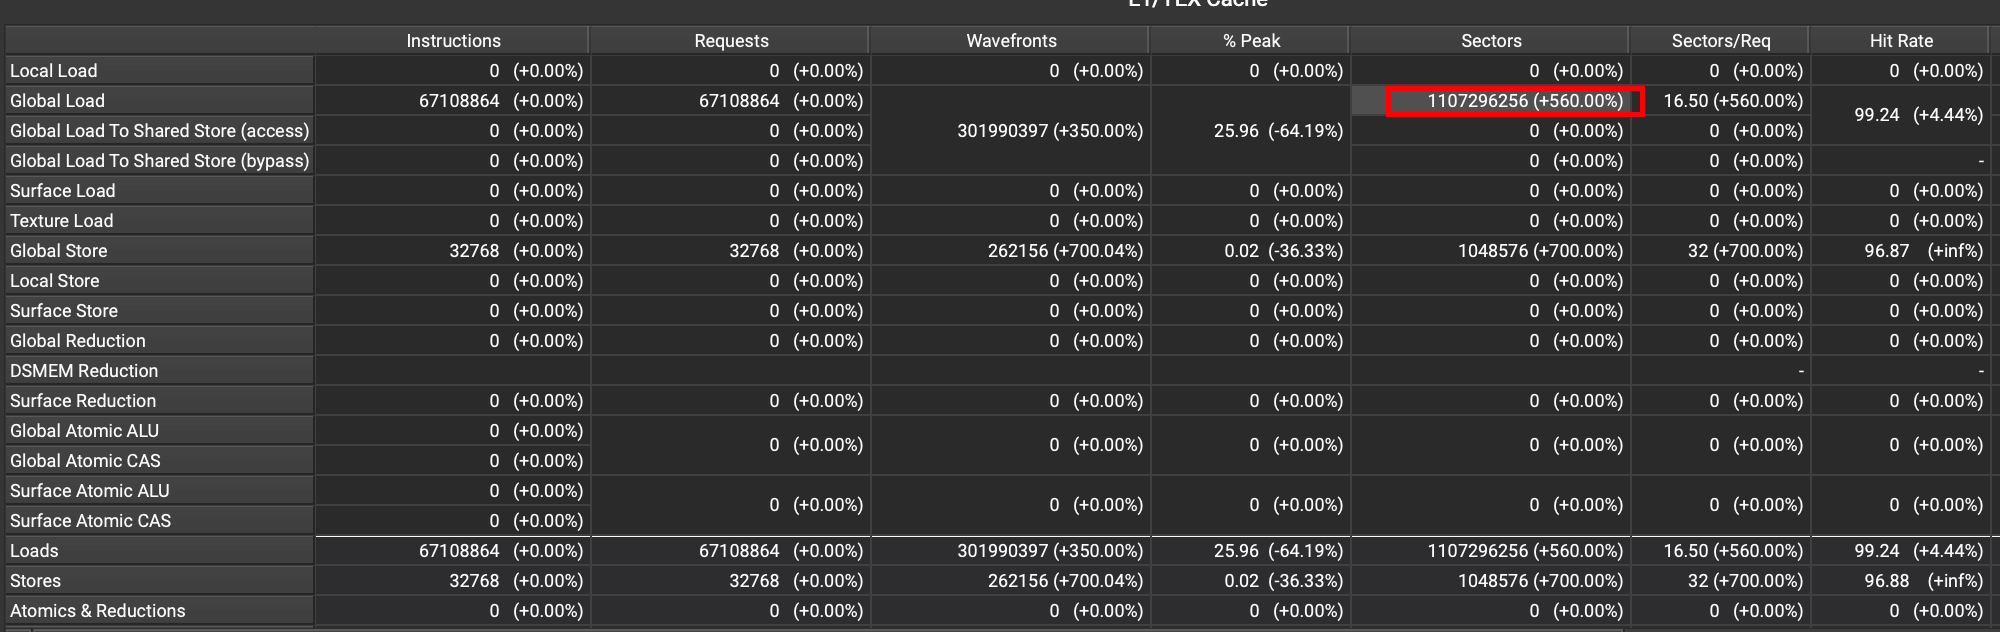 L1/TEX Cache
Instructions Requests Wavefronts % Peak Sectors Sectors/Req Hit Rate
Local Load 0 (+0.00%) 0 (+0.00%) 0 (+0.00%) 0 (+0.00%) 0 (+0.00%) 0 (+0.00%) 0 (+0.00%)
Global Load 67108864 (+0.00%) 67108864 (+0.00%) 1107296256 (+560.00%) 16.50 (+560.00%)
99.24 (+4.44%)
Global Load To Shared Store (access) 0 (+0.00%) 0 (+0.00%) 301990397 (+350.00%) 25.96 (-64.19%) 0 (+0.00%) 0 (+0.00%)
Global Load To Shared Store (bypass) 0 (+0.00%) 0 (+0.00%) 0 (+0.00%) 0 (+0.00%) -
Surface Load 0 (+0.00%) 0 (+0.00%) 0 (+0.00%) 0 (+0.00%) 0 (+0.00%) 0 (+0.00%) 0 (+0.00%)
Texture Load 0 (+0.00%) 0 (+0.00%) 0 (+0.00%) 0 (+0.00%) 0 (+0.00%) 0 (+0.00%) 0 (+0.00%)
Global Store 32768 (+0.00%) 32768 (+0.00%) 262156 (+700.04%) 0.02 (-36.33%) 1048576 (+700.00%) 32 (+700.00%) 96.87 (+inf%)
Local Store 0 (+0.00%) 0 (+0.00%) 0 (+0.00%) 0 (+0.00%) 0 (+0.00%) 0 (+0.00%) 0 (+0.00%)
Surface Store 0 (+0.00%) 0 (+0.00%) 0 (+0.00%) 0 (+0.00%) 0 (+0.00%) 0 (+0.00%) 0 (+0.00%)
Global Reduction 0 (+0.00%) 0 (+0.00%) 0 (+0.00%) 0 (+0.00%) 0 (+0.00%) 0 (+0.00%) 0 (+0.00%)
DSMEM Reduction - -
Surface Reduction 0 (+0.00%) 0 (+0.00%) 0 (+0.00%) 0 (+0.00%) 0 (+0.00%) 0 (+0.00%) 0 (+0.00%)
Global Atomic ALU 0 (+0.00%)
0 (+0.00%) 0 (+0.00%) 0 (+0.00%) 0 (+0.00%) 0 (+0.00%) 0 (+0.00%)
Global Atomic CAS 0 (+0.00%)
Surface Atomic ALU 0 (+0.00%)
0 (+0.00%) 0 (+0.00%) 0 (+0.00%) 0 (+0.00%) 0 (+0.00%) 0 (+0.00%)
Surface Atomic CAS 0 (+0.00%)
Loads 67108864 (+0.00%) 67108864 (+0.00%) 301990397 (+350.00%) 25.96 (-64.19%) 1107296256 (+560.00%) 16.50 (+560.00%) 99.24 (+4.44%)
Stores 32768 (+0.00%) 32768 (+0.00%) 262156 (+700.04%) 0.02 (-36.33%) 1048576 (+700.00%) 32 (+700.00%) 96.88 (+inf%)
Atomics & Reductions 0 (+0.00%) 0 (+0.00%) 0 (+0.00%) 0 (+0.00%) 0 (+0.00%) 0 (+0.00%) 0 (+0.00%)